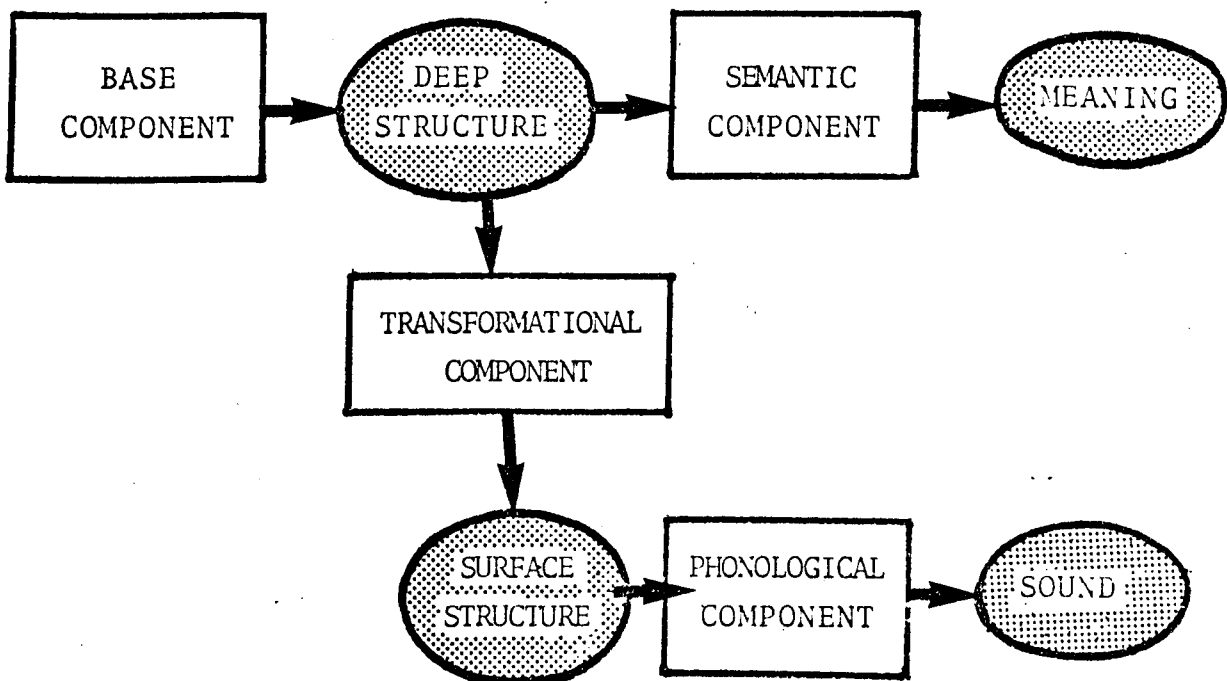 BASE
COMPONENT
DEEP
STRUCTURE
SEMANTIC
COMPONENT
MEANING
TRANSFORMATIONAL
COMPONENT
SURFACE
STRUCTURE
PHONOLOGICAL
COMPONENT
SOUND